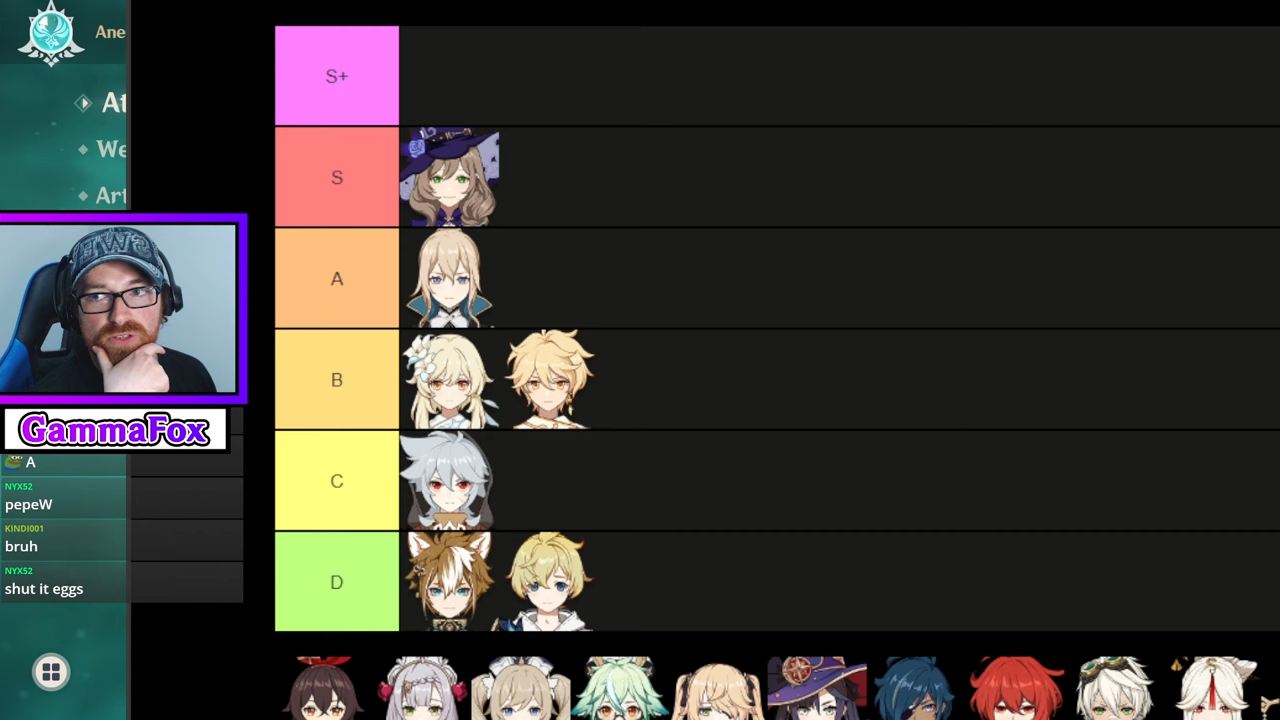 Ane
At
We
Art
S+
S
A
B
C
D
GammaFox
A
NYX52
pepeW
KINDI001
bruh
NYX52
shut it eggs